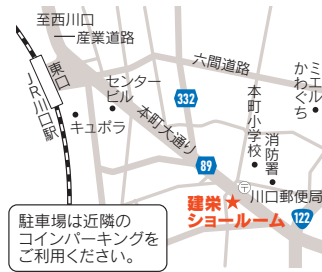 至西川口
産業道路
東口
JR川口駅
センター
ビル
キュポラ
332
六間道路
ミエル
かわぐち
本町大通り
本町小学校
消防署
89
〒
川口郵便局
建栄★
ショールーム
122
駐車場は近隣の
コインパーキングを
ご利用ください。